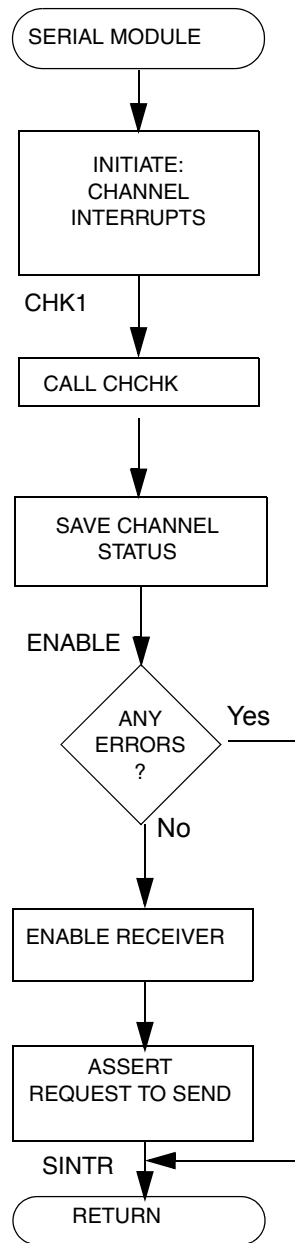 SERIAL MODULE
INITIATE:
CHANNEL
INTERRUPTS
CHK1
CALL CHCHK
SAVE CHANNEL
STATUS
ENABLE
ANY
ERRORS
?
Yes
No
ENABLE RECEIVER
ASSERT
REQUEST TO SEND
SINTR
RETURN